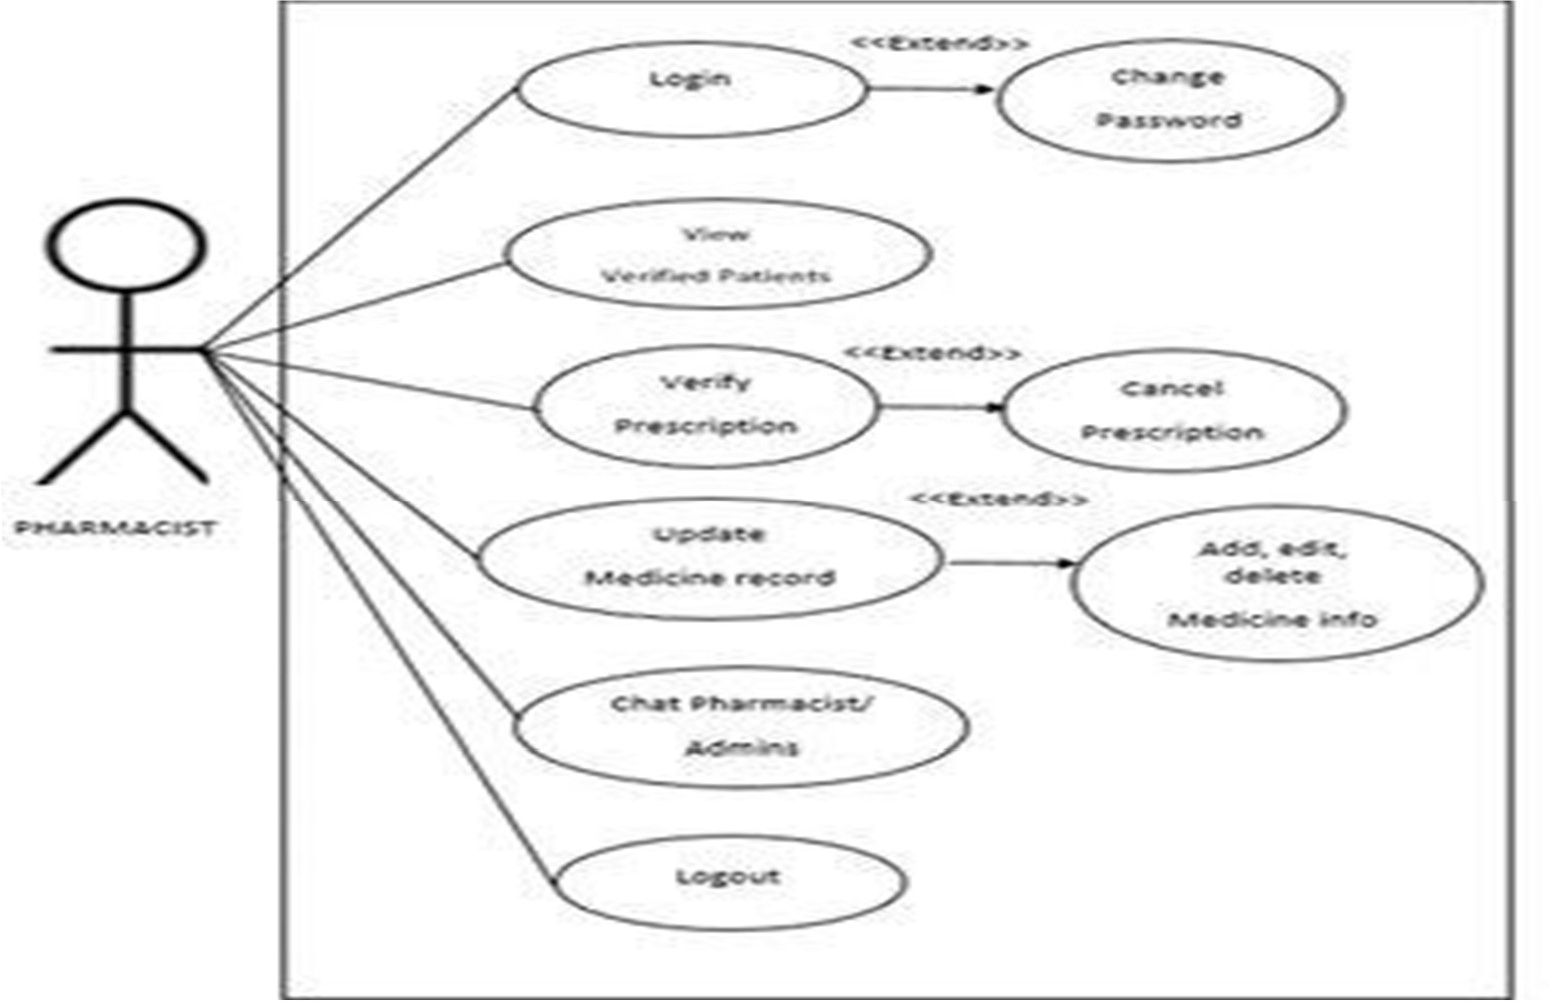 <<Extend>>
Login
Change
Password
View
Verified Patients
<<Extend>>
Verify
Prescription
Cancel
Prescription
PHARMACIST
<<Extend>>
Update
Medicine record
Add, edit,
delete
Medicine info
Chat Pharmacist/
Admins
Logout